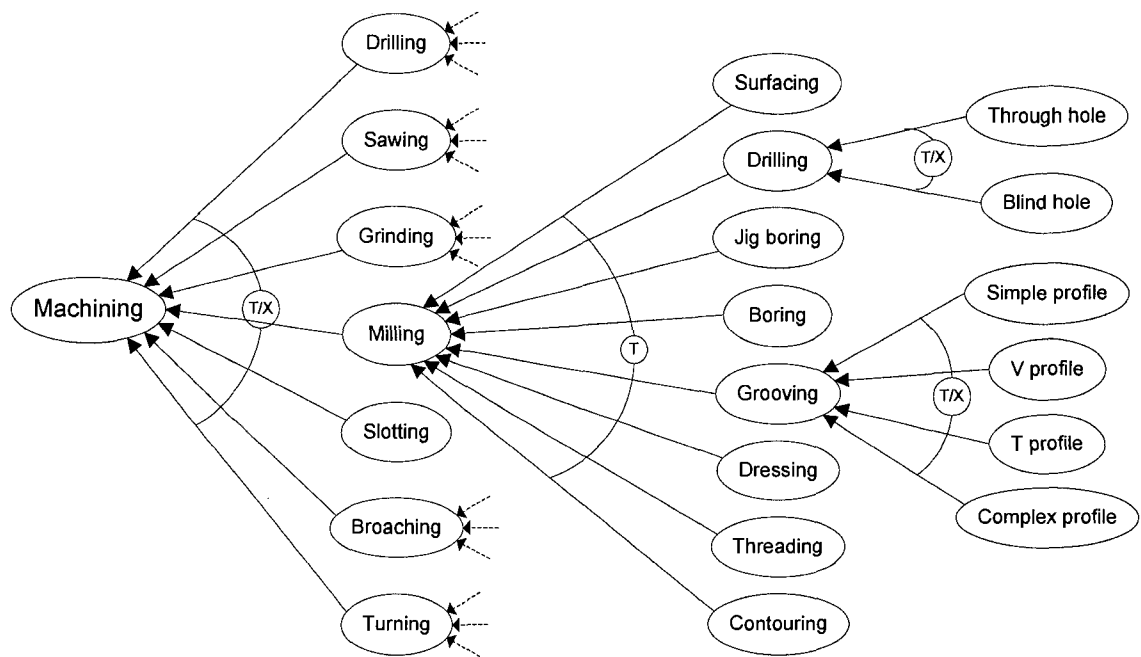 Machining
T/X
Drilling
Sawing
Grinding
Milling
Slotting
Broaching
Turning
T
Surfacing
Drilling
Jig boring
Boring
Grooving
Dressing
Threading
Contouring
T/X
Through hole
Blind hole
T/X
Simple profile
V profile
T profile
Complex profile